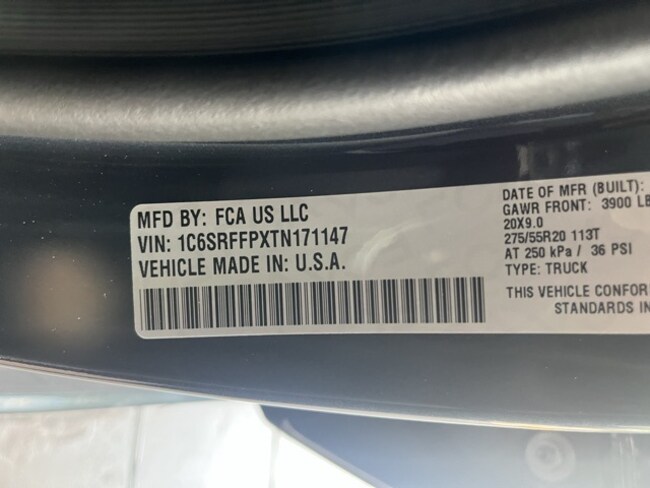 MFD BY: FCA US LLC
VIN: 1C6SRFFPXTN171147
VEHICLE MADE IN: U.S.A.
DATE OF MFR (BUILT):
GAWR FRONT: 3900 LB
20X9.0
275/55R20 113T
AT 250 kPa / 36 PSI
TYPE: TRUCK
THIS VEHICLE CONFOR
STANDARDS IN